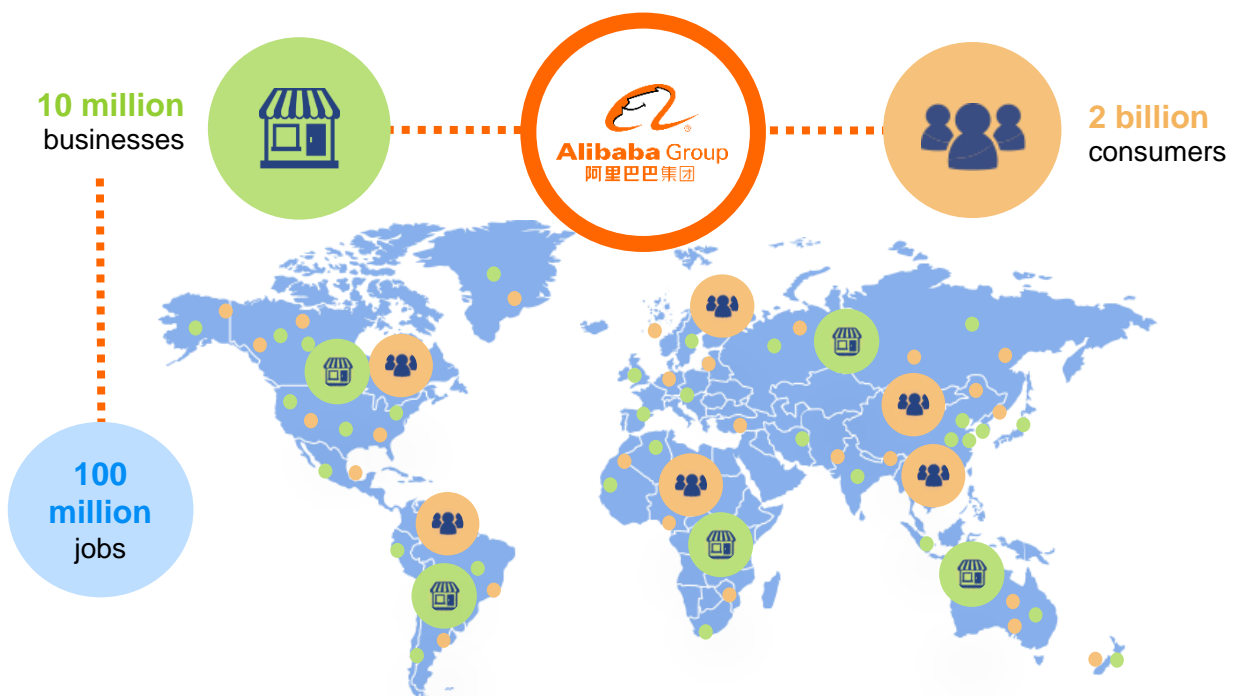 10 million
businesses
Alibaba Group
阿里巴巴集团
2 billion
consumers
100
million
jobs